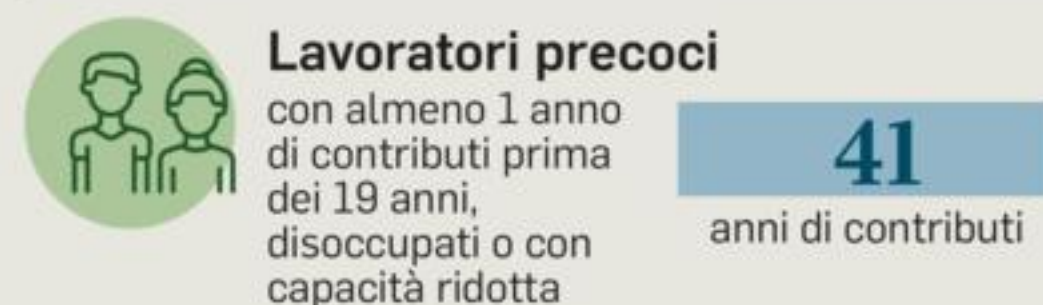 Lavoratori precoci
con almeno 1 anno
di contributi prima
dei 19 anni,
disoccupati o con
capacità ridotta
41
anni di contributi